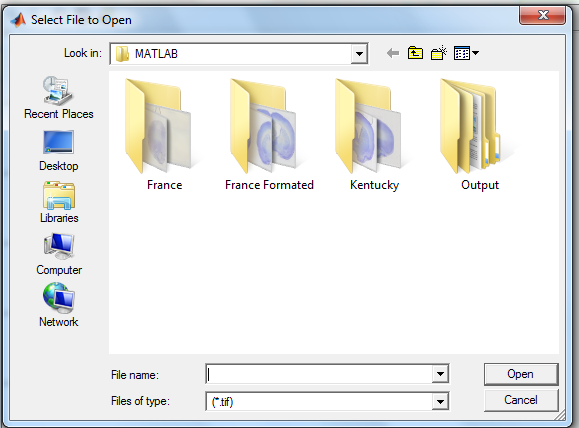 Select File to Open
Look in: MATLAB
Recent Places
Desktop
Libraries
Computer
Network
France France Formated Kentucky Output
File name: Open
Files of type: (*.tif) Cancel